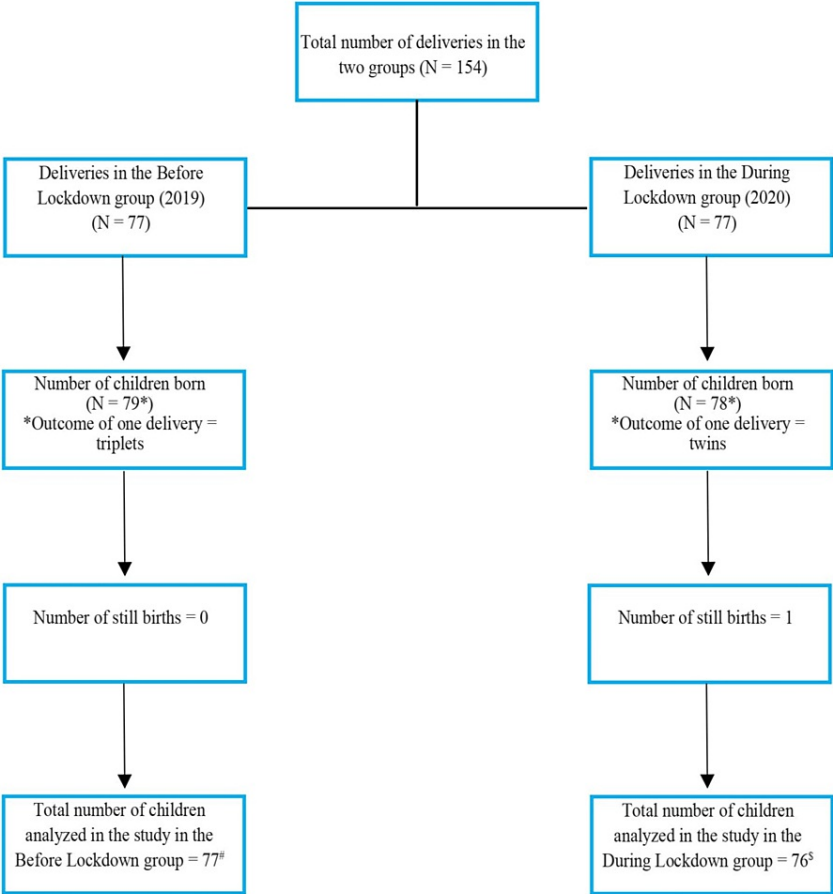 Total number of deliveries in the
two groups (N = 154)
Deliveries in the Before
Lockdown group (2019)
(N = 77)
Deliveries in the During
Lockdown group (2020)
(N = 77)
Number of children born
(N = 79*)
*Outcome of one delivery =
triplets
Number of children born
(N = 78*)
*Outcome of one delivery =
twins
Number of still births = 0
Number of still births = 1
Total number of children
analyzed in the study in the
Before Lockdown group = 77#
Total number of children
analyzed in the study in the
During Lockdown group = 76$